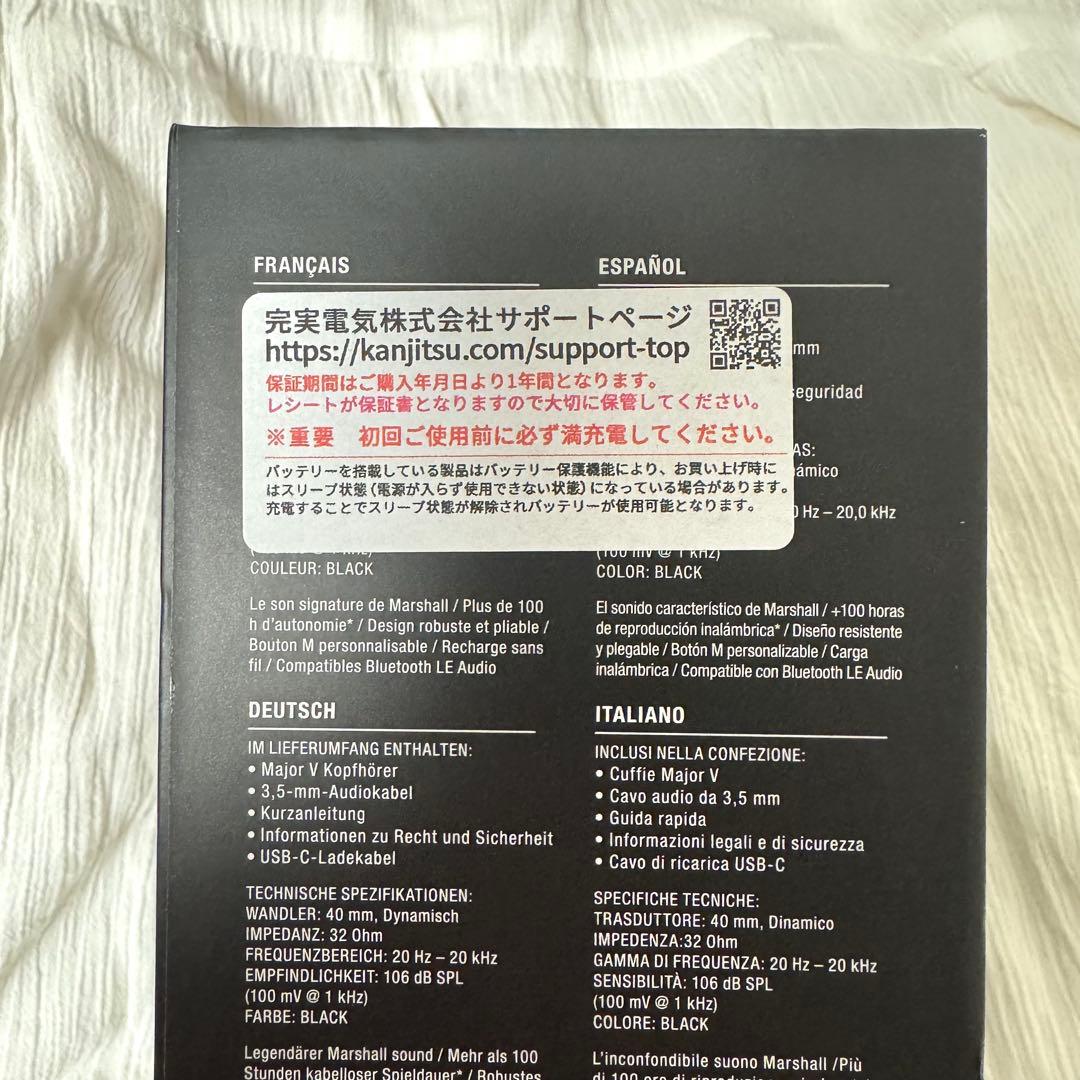 FRANÇAIS
完実電気株式会社サポートページ
https://kanjitsu.com/support-top
保証期間はご購入年月日より1年間となります。
レシートが保証書となりますので大切に保管してください。
※重要 初回ご使用前に必ず満充電してください。
バッテリーを搭載している製品はバッテリー保護機能により、お買い上げ時に
はスリープ状態(電源が入らず使用できない状態)になっている場合があります。
充電することでスリープ状態が解除されバッテリーが使用可能となります。
COULEUR: BLACK
Le son signature de Marshall / Plus de 100
h d'autonomie* / Design robuste et pliable /
Bouton M personnalisable / Recharge sans
fil / Compatibles Bluetooth LE Audio
ESPAÑOL
mm
seguridad
AS:
námico
0 Hz – 20,0 kHz
(100 mV @ 1 kHz)
COLOR: BLACK
El sonido característico de Marshall / +100 horas
de reproducción inalámbrica* / Diseño resistente
y plegable / Botón M personalizable / Carga
inalámbrica / Compatible con Bluetooth LE Audio
DEUTSCH
IM LIEFERUMFANG ENTHALTEN:
• Major V Kopfhörer
• 3,5-mm-Audiokabel
• Kurzanleitung
• Informationen zu Recht und Sicherheit
• USB-C-Ladekabel
TECHNISCHE SPEZIFIKATIONEN:
WANDLER: 40 mm, Dynamisch
IMPEDANZ: 32 Ohm
FREQUENZBEREICH: 20 Hz – 20 kHz
EMPFINDLICHKEIT: 106 dB SPL
(100 mV @ 1 kHz)
FARBE: BLACK
Legendärer Marshall sound / Mehr als 100
Stunden kabelloser Spieldauer* / Robustes
ITALIANO
INCLUSI NELLA CONFEZIONE:
• Cuffie Major V
• Cavo audio da 3,5 mm
• Guida rapida
• Informazioni legali e di sicurezza
• Cavo di ricarica USB-C
SPECIFICHE TECNICHE:
TRASDUTTORE: 40 mm, Dinamico
IMPEDENZA:32 Ohm
GAMMA DI FREQUENZA: 20 Hz – 20 kHz
SENSIBILITÀ: 106 dB SPL
(100 mV @ 1 kHz)
COLORE: BLACK
L'inconfondibile suono Marshall /Più
di 100 ore di